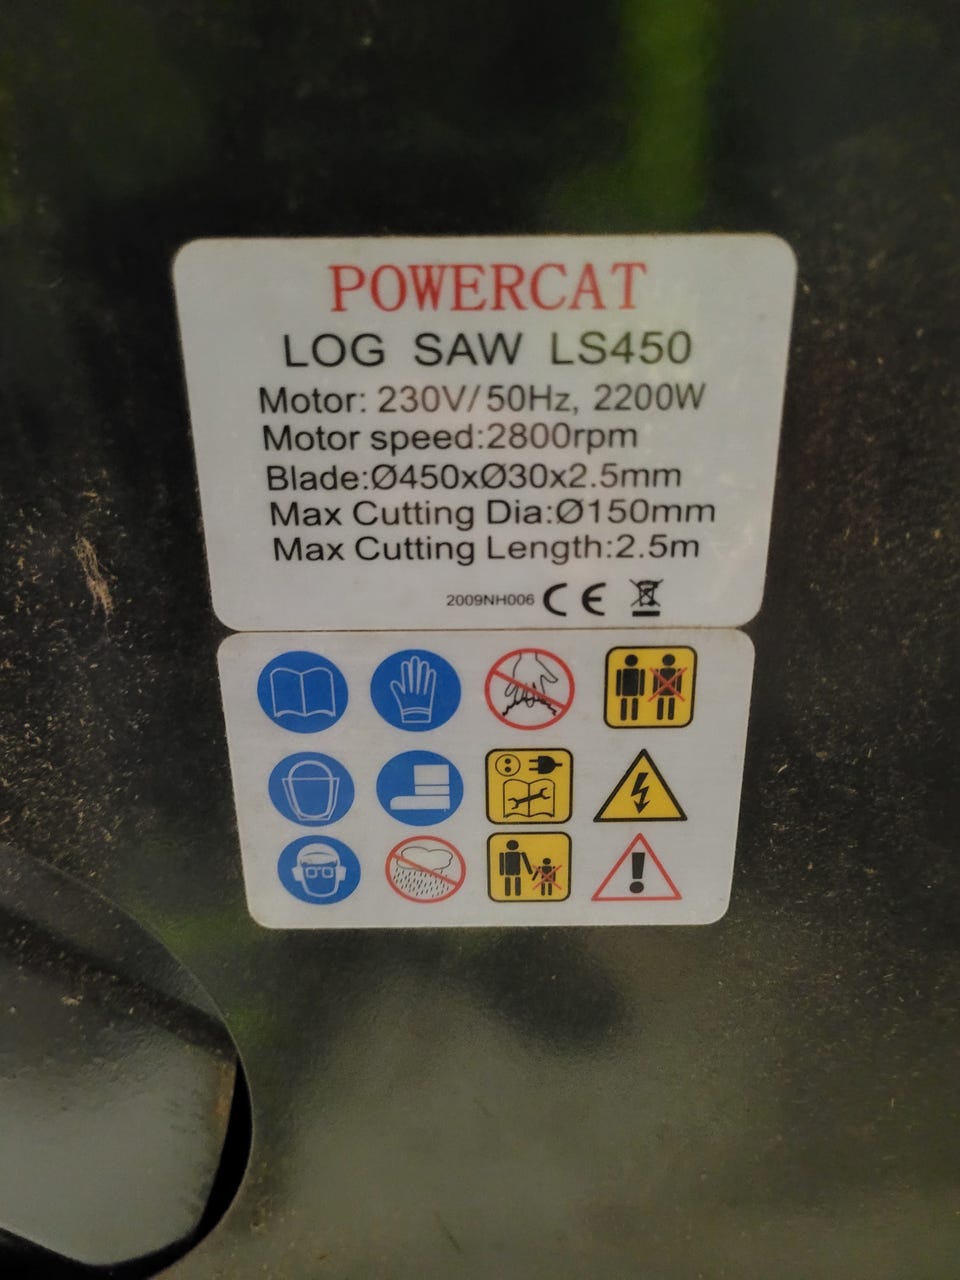 POWERCAT
LOG SAW LS450
Motor: 230V/50Hz, 2200W
Motor speed:2800rpm
Blade:Ø450xØ30x2.5mm
Max Cutting Dia:Ø150mm
Max Cutting Length:2.5m
2009NH006 CE